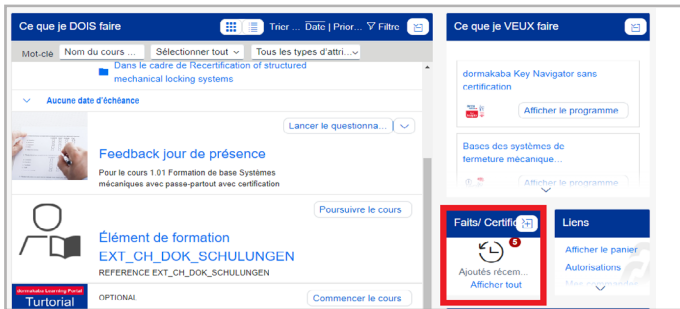 Ce que je DOIS faire
Trier ... Date | Prior... Filtre
Mot-clé Nom du cours ... Sélectionner tout Tous les types d'attri...
Dans le cadre de Recertification of structured
mechanical locking systems
Aucune date d'échéance
Lancer le questionna...
Feedback jour de présence
Pour le cours 1.01 Formation de base Systèmes
mécaniques avec passe-partout avec certification
Poursuivre le cours
Élément de formation
EXT_CH_DOK_SCHULUNGEN
REFERENCE EXT_CH_DOK_SCHULUNGEN
dormakaba Learning Portal
Turtorial
OPTIONAL
Commencer le cours
Ce que je VEUX faire
dormakaba Key Navigator sans
certification
Afficher le programme
Bases des systèmes de
fermeture mécanique...
Afficher le programme
Faits/ Certific
5
Ajoutés récem...
Afficher tout
Liens
Afficher le panier
Autorisations
Mes commandes